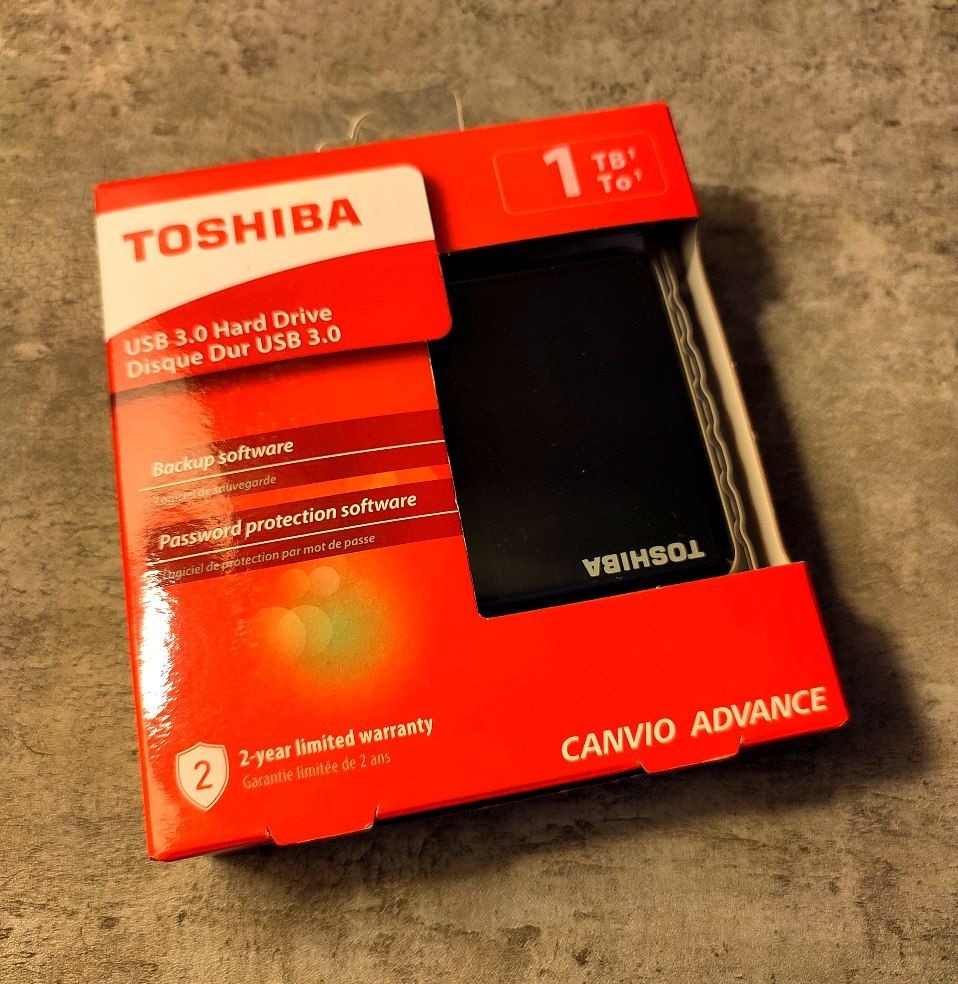 TOSHIBA
1 TB¹
To¹
USB 3.0 Hard Drive
Disque Dur USB 3.0
Backup software
Logiciel de sauvegarde
Password protection software
Logiciel de protection par mot de passe
TOSHIBA
2
2-year limited warranty
Garantie limitée de 2 ans
CANVIO ADVANCE